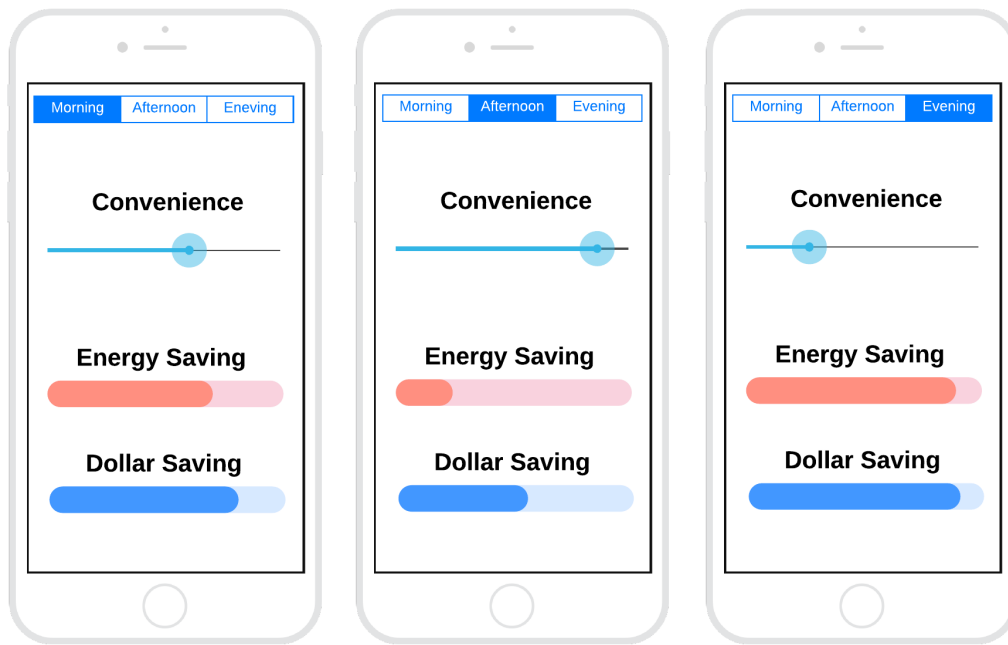 Morning Afternoon Eneving
Convenience
Energy Saving
Dollar Saving
Morning Afternoon Evening
Convenience
Energy Saving
Dollar Saving
Morning Afternoon Evening
Convenience
Energy Saving
Dollar Saving